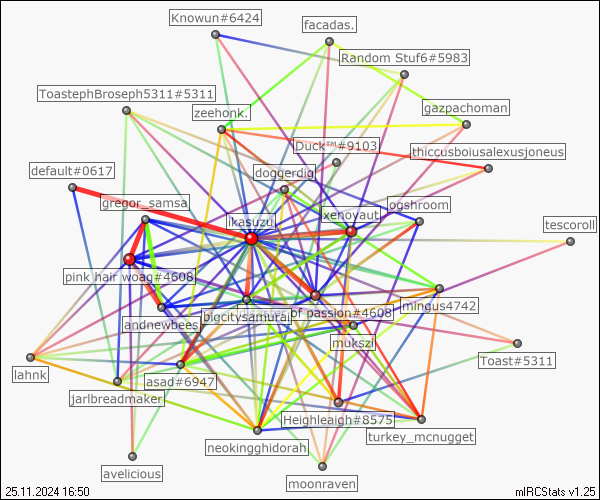 Knowun#6424
facadas.
Random Stuf6#5983
ToastephBroseph5311#5311
gazpachoman
zeehonk.
Duck™#9103
thiccusboiusalexusjoneus
default#0617
doggerdig
gregor_samsa
ogshroom
xenoyaut
ikasuzu
tescoroll
pink hair woag#4608
mingus4742
bigcitysamurai
of passion#4608
andnewbees
mukszi
Toast#5311
lahnk
asad#6947
jarlbreadmaker
Heighleaigh#8575
turkey_mcnugget
neokingghidorah
avelicious
moonraven
25.11.2024 16:50
mIRCStats v1.25